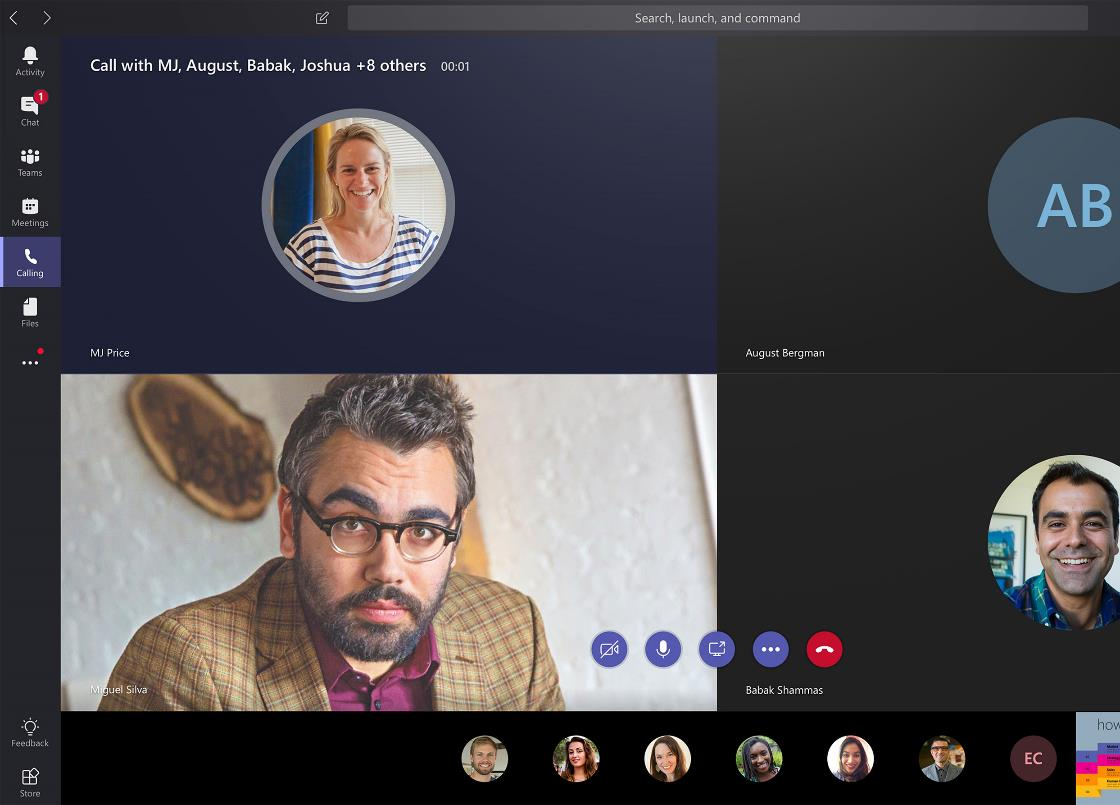 Search, launch, and command
Activity
1
Chat
Teams
Meetings
Calling
Files
Feedback
Store
Call with MJ, August, Babak, Joshua +8 others 00:01
MJ Price
AB
August Bergman
Miguel Silva
Babak Shammas
EC
how